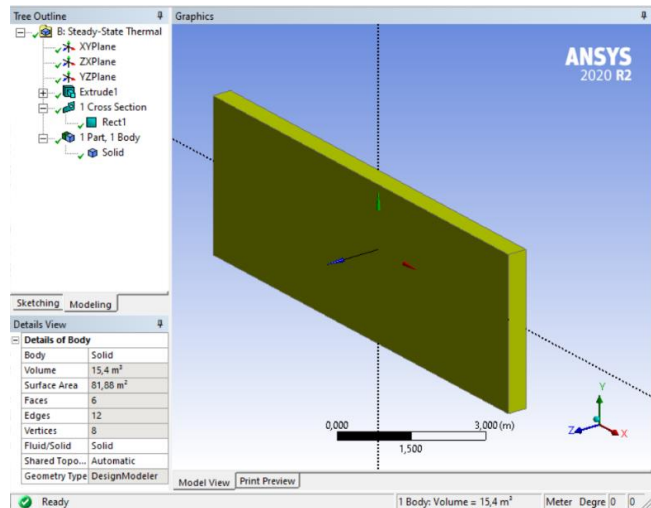 Tree Outline
B: Steady-State Thermal
XYPlane
ZXPlane
YZPlane
Extrude1
1 Cross Section
Rect1
1 Part, 1 Body
Solid
Sketching Modeling
Details View
Details of Body
Body Solid
Volume 15,4 m³
Surface Area 81,88 m²
Faces 6
Edges 12
Vertices 8
Fluid/Solid Solid
Shared Topo... Automatic
Geometry Type DesignModeler
Graphics
ANSYS
2020 R2
0,000 3,000 (m)
1,500
Y
Z X
Model View Print Preview
Ready 1 Body: Volume = 15,4 m³ Meter Degre 0 0